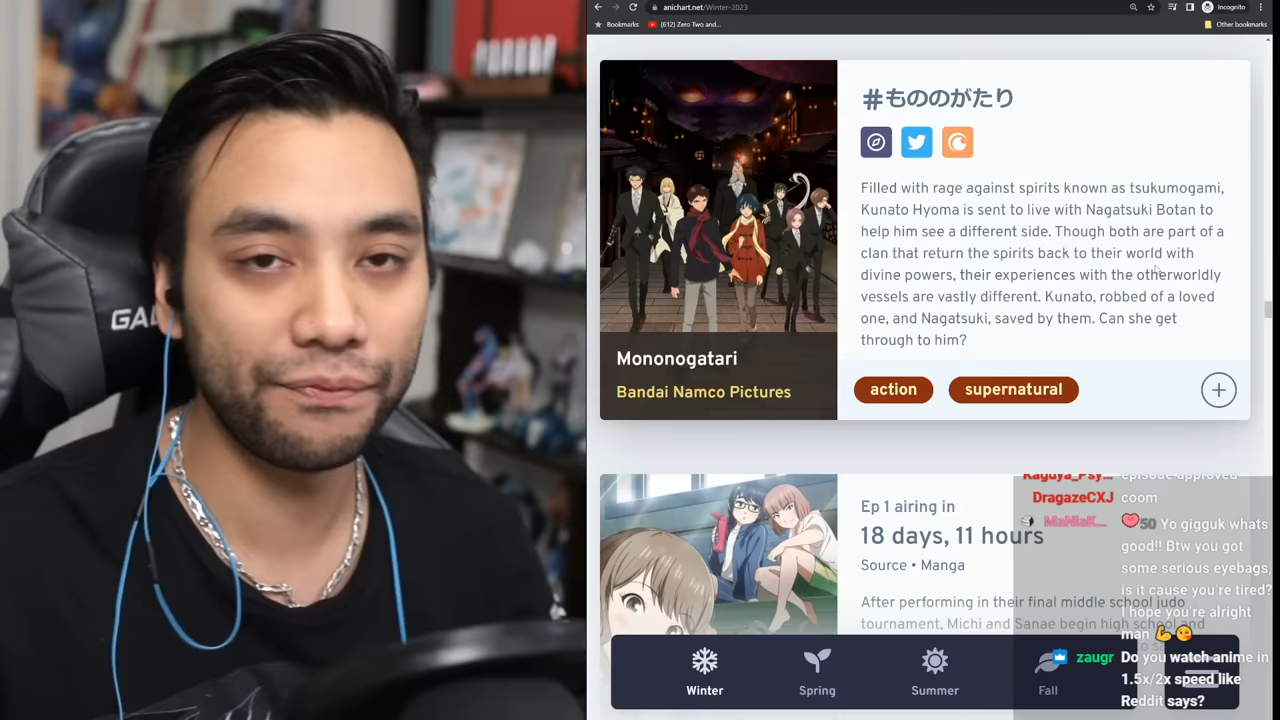 anichart.net/Winter-2023
Incognito
Bookmarks
(612) Zero Two and...
Other bookmarks
#もののがたり
Filled with rage against spirits known as tsukumogami,
Kunato Hyoma is sent to live with Nagatsuki Botan to
help him see a different side. Though both are part of a
clan that return the spirits back to their world with
divine powers, their experiences with the otherworldly
vessels are vastly different. Kunato, robbed of a loved
one, and Nagatsuki, saved by them. Can she get
through to him?
Mononogatari
Bandai Namco Pictures
action
supernatural
Ep 1 airing in
18 days, 11 hours
Source • Manga
After performing in their final middle school judo
tournament, Michi and Sanae begin high school and
Winter
Spring
Summer
Fall
Kaguya_Psy...
episode approved
DragazeCXJ
coom
MaNiaK...
50 Yo gigguk whats
good!! Btw you got
some serious eyebags,
is it cause you're tired?
I hope you're alright
man 💪😘
zaugr
Do you watch anime in
1.5x/2x speed like
Reddit says?
GA